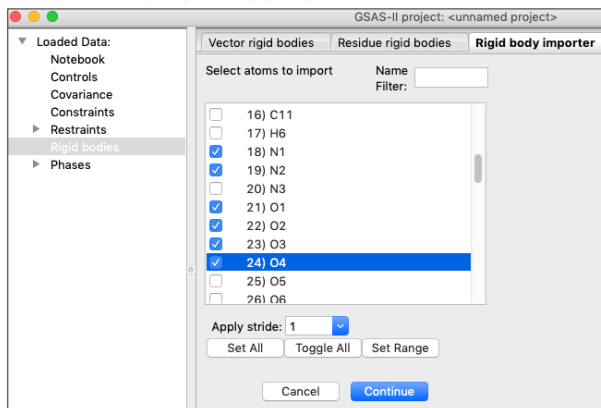 GSAS-II project: <unnamed project>
Loaded Data:
Notebook
Controls
Covariance
Constraints
Restraints
Rigid bodies
Phases
Vector rigid bodies Residue rigid bodies Rigid body importer
Select atoms to import Name
Filter:
16) C11
17) H6
18) N1
19) N2
20) N3
21) O1
22) O2
23) O3
24) O4
25) O5
26) O6
Apply stride: 1
Set All Toggle All Set Range
Cancel Continue